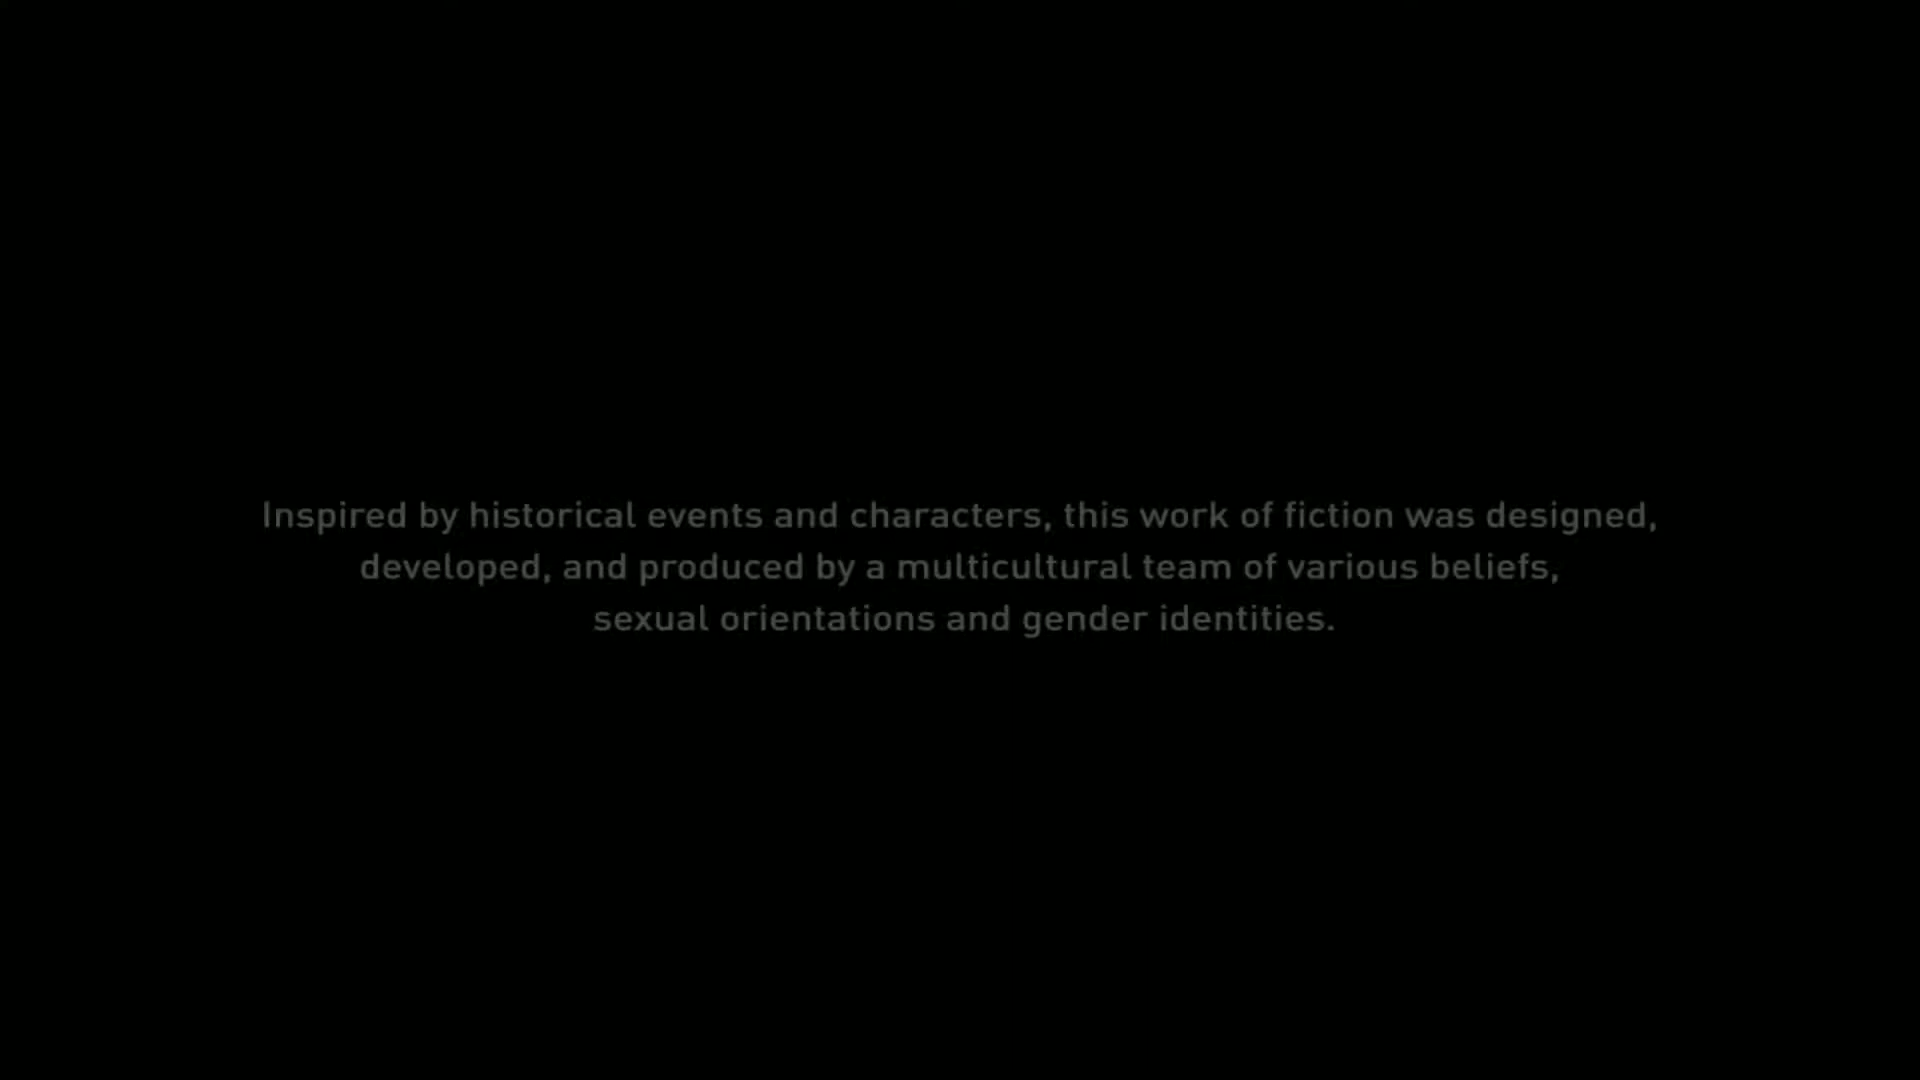 Inspired by historical events and characters, this work of fiction was designed,
developed, and produced by a multicultural team of various beliefs,
sexual orientations and gender identities.